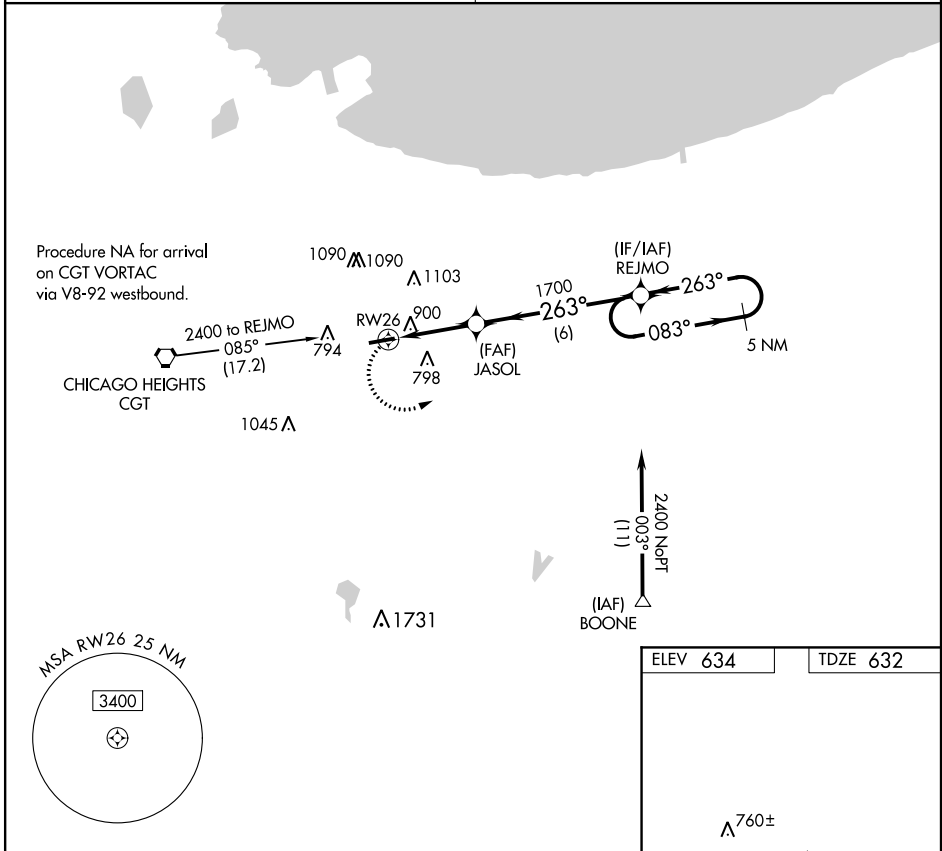 Procedure NA for arrival
on CGT VORTAC
via V8-92 westbound.
1090
1090
1103
(IF/IAF)
REJMO
1700
263°
263°
(6)
083°
5 NM
RW26
900
(FAF)
JASOL
2400 to REJMO
085°
(17.2)
794
798
CHICAGO HEIGHTS
CGT
1045
2400 NoPT
003°
(11)
(IAF)
BOONE
1731
MSA RW26 25 NM
3400
ELEV 634
TDZE 632
760±